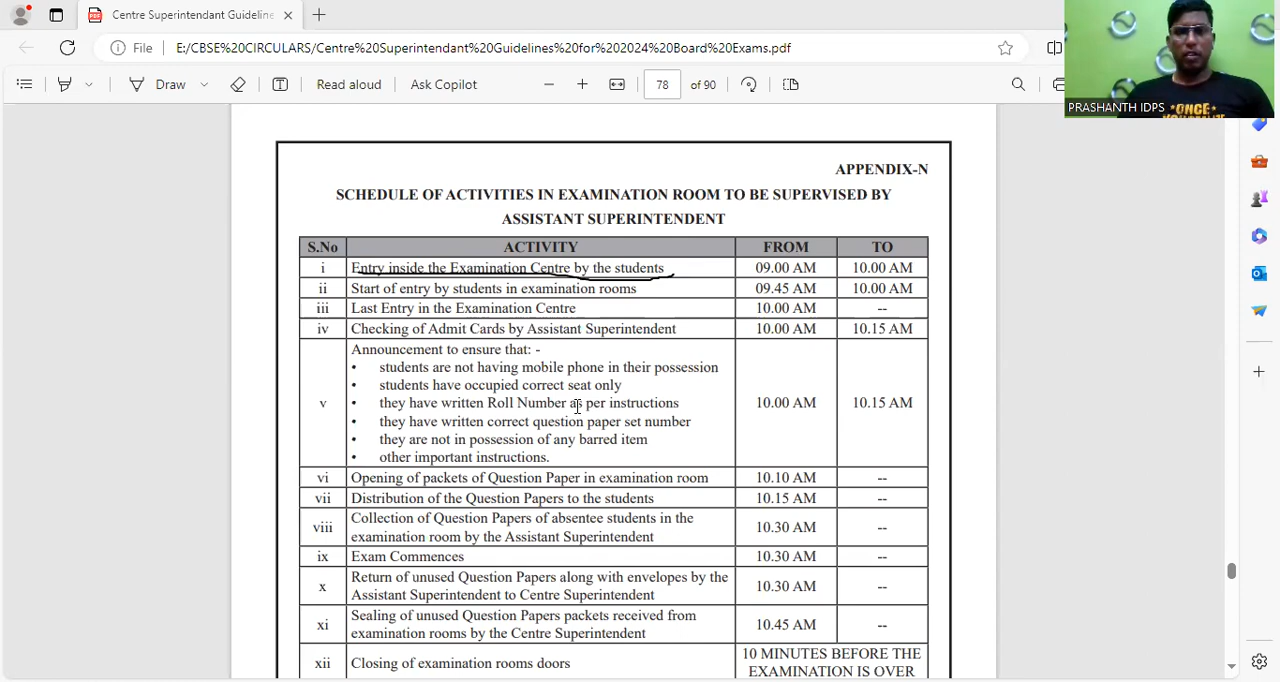 Centre Superintendant Guideline
File
E:/CBSE%20CIRCULARS/Centre%20Superintendant%20Guidelines%20for%202024%20Board%20Exams.pdf
Draw
Read aloud
Ask Copilot
78
of 90
PRASHANTH IDPS
*ONCE
APPENDIX-N
SCHEDULE OF ACTIVITIES IN EXAMINATION ROOM TO BE SUPERVISED BY
ASSISTANT SUPERINTENDENT
S.No ACTIVITY FROM TO
i Entry inside the Examination Centre by the students 09.00 AM 10.00 AM
ii Start of entry by students in examination rooms 09.45 AM 10.00 AM
iii Last Entry in the Examination Centre 10.00 AM --
iv Checking of Admit Cards by Assistant Superintendent 10.00 AM 10.15 AM
Announcement to ensure that: -
• students are not having mobile phone in their possession
• students have occupied correct seat only
v • they have written Roll Number as per instructions 10.00 AM 10.15 AM
• they have written correct question paper set number
• they are not in possession of any barred item
• other important instructions.
vi Opening of packets of Question Paper in examination room 10.10 AM --
vii Distribution of the Question Papers to the students 10.15 AM --
viii Collection of Question Papers of absentee students in the
examination room by the Assistant Superintendent 10.30 AM --
ix Exam Commences 10.30 AM --
x Return of unused Question Papers along with envelopes by the
Assistant Superintendent to Centre Superintendent 10.30 AM --
xi Sealing of unused Question Papers packets received from
examination rooms by the Centre Superintendent 10.45 AM --
xii Closing of examination rooms doors 10 MINUTES BEFORE THE
EXAMINATION IS OVER